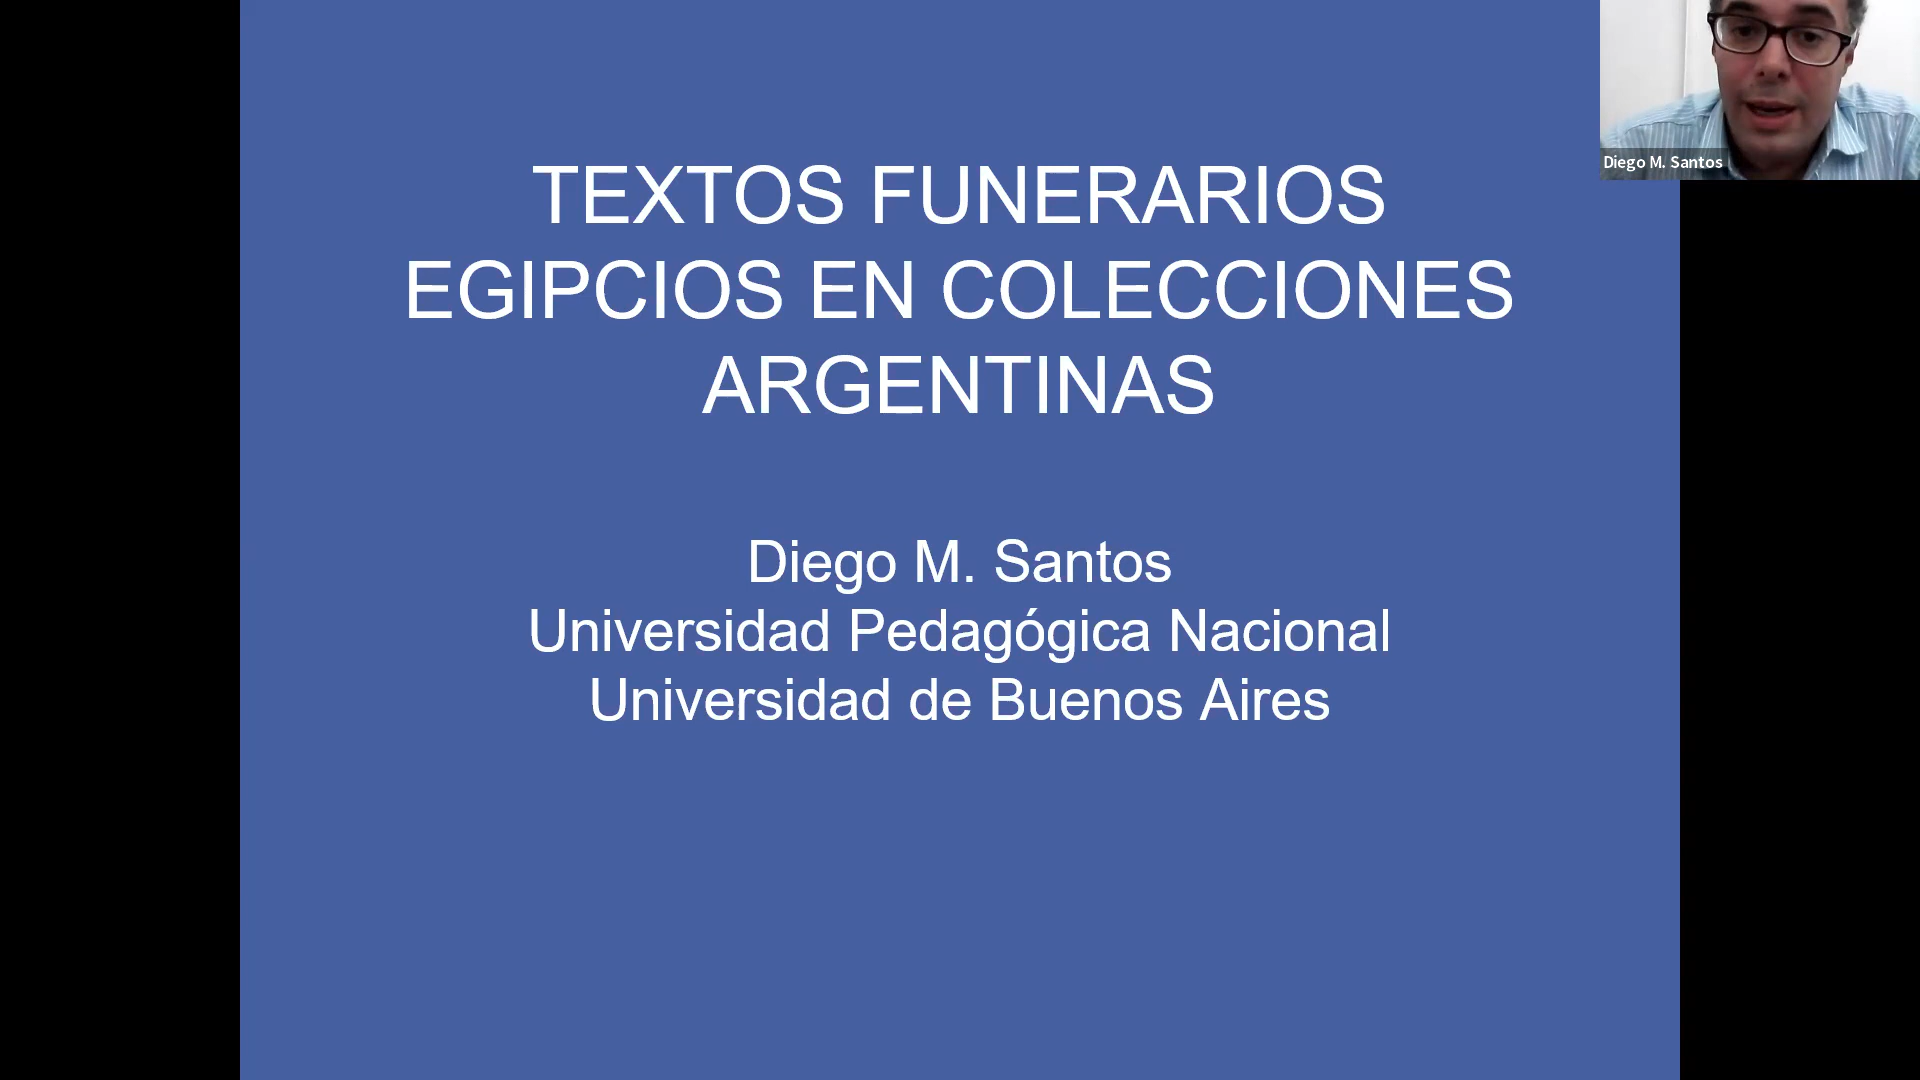 TEXTOS FUNERARIOS
EGIPCIOS EN COLECCIONES
ARGENTINAS
Diego M. Santos
Universidad Pedagógica Nacional
Universidad de Buenos Aires
Diego M. Santos